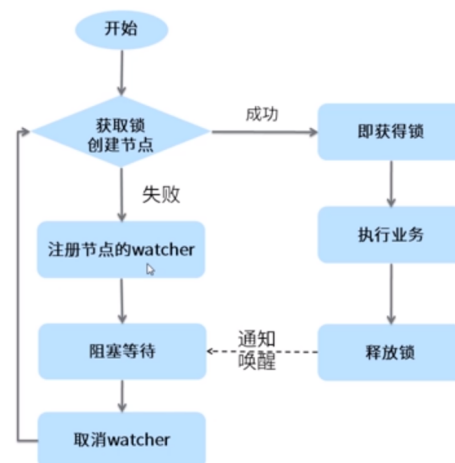 开始
获取锁
创建节点
成功
即获得锁
失败
注册节点的watcher
执行业务
阻塞等待
通知
唤醒
释放锁
取消watcher